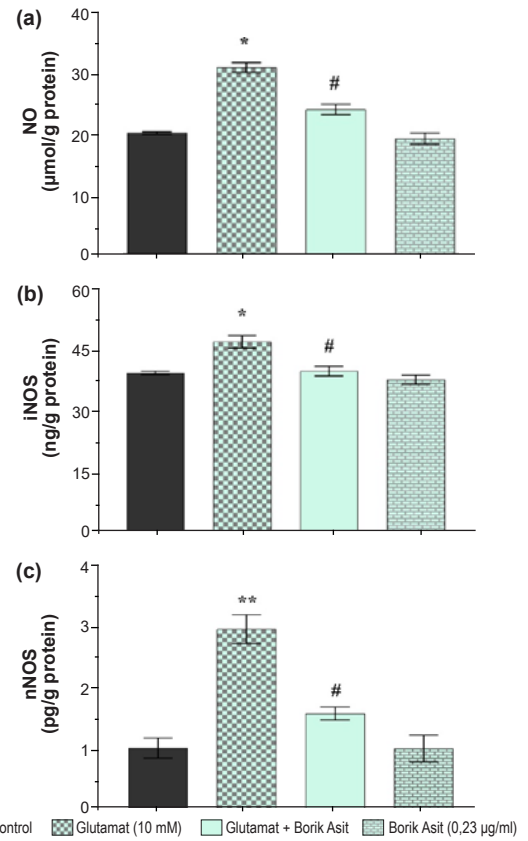 (a)
NO
(µmol/g protein)
40
30
20
10
0
*
#
(b)
iNOS
(ng/g protein)
60
45
30
15
0
*
#
(c)
nNOS
(pg/g protein)
4
3
2
1
0
**
#
ontrol Glutamat (10 mM) Glutamat + Borik Asit Borik Asit (0,23 µg/ml)